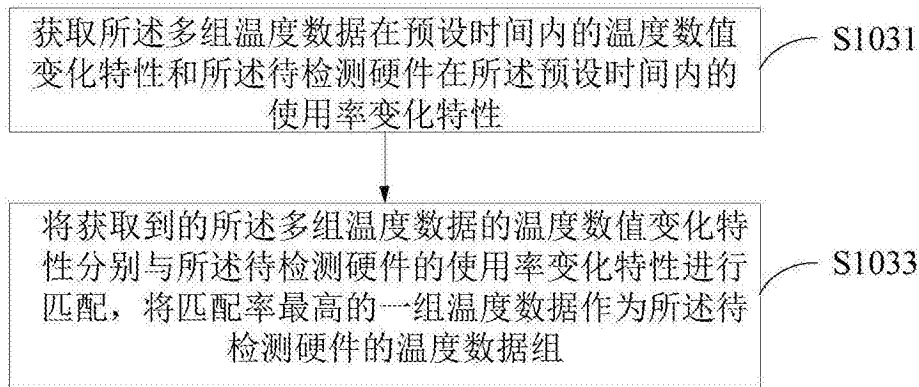 获取所述多组温度数据在预设时间内的温度数值
变化特性和所述待检测硬件在所述预设时间内的
使用率变化特性
S1031
将获取到的所述多组温度数据的温度数值变化特
性分别与所述待检测硬件的使用率变化特性进行
匹配，将匹配率最高的一组温度数据作为所述待
检测硬件的温度数据组
S1033